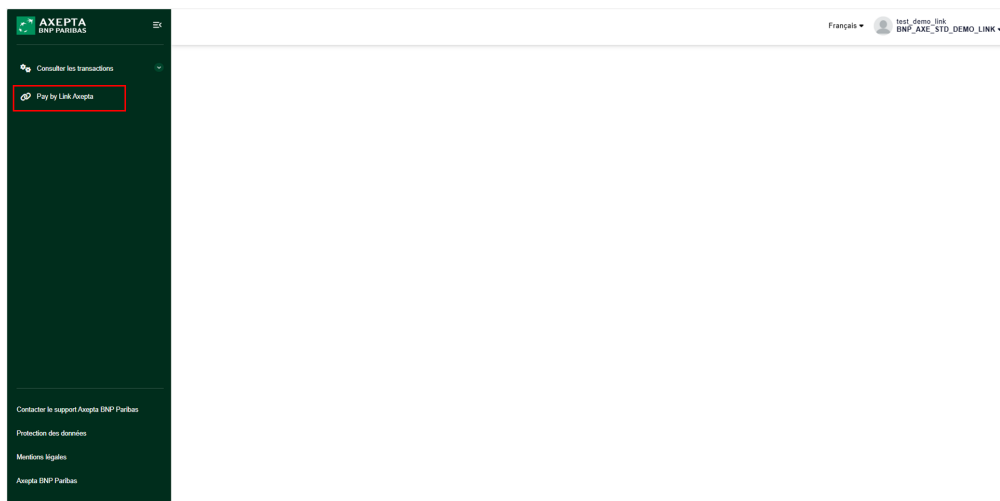 AXEPTA
BNP PARIBAS
Français
test_demo_link
BNP_AXE_STD_DEMO_LINK
Consulter les transactions
Pay by Link Axepta
Contacter le support Axepta BNP Paribas
Protection des données
Mentions légales
Axepta BNP Paribas